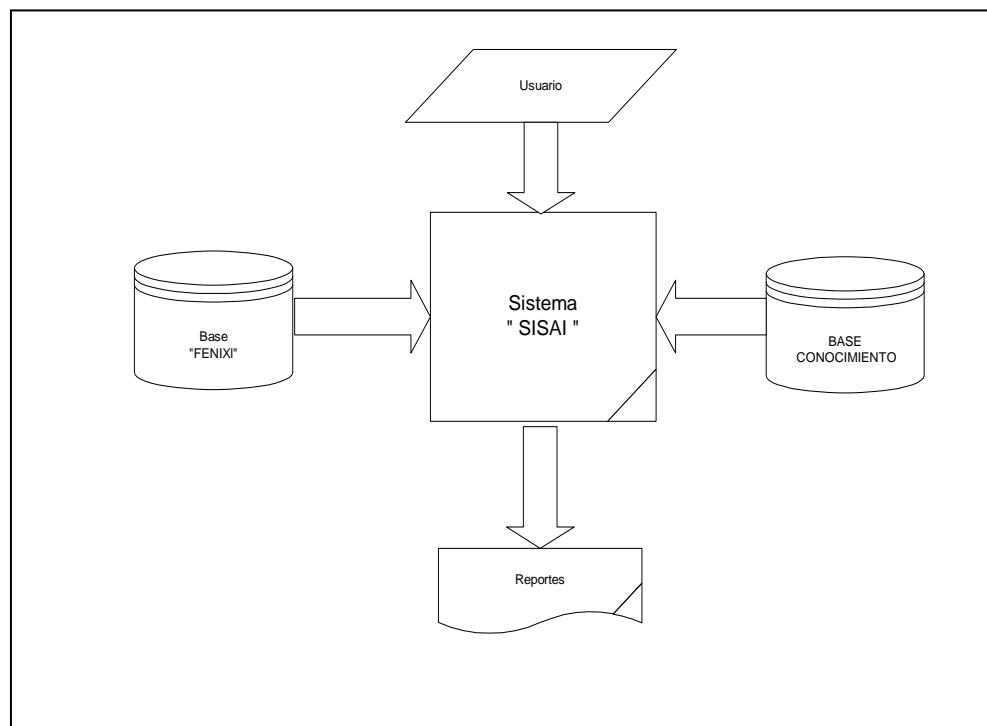 Usuario
Sistema
" SISAI "
Base
"FENIXI"
BASE
CONOCIMIENTO
Reportes